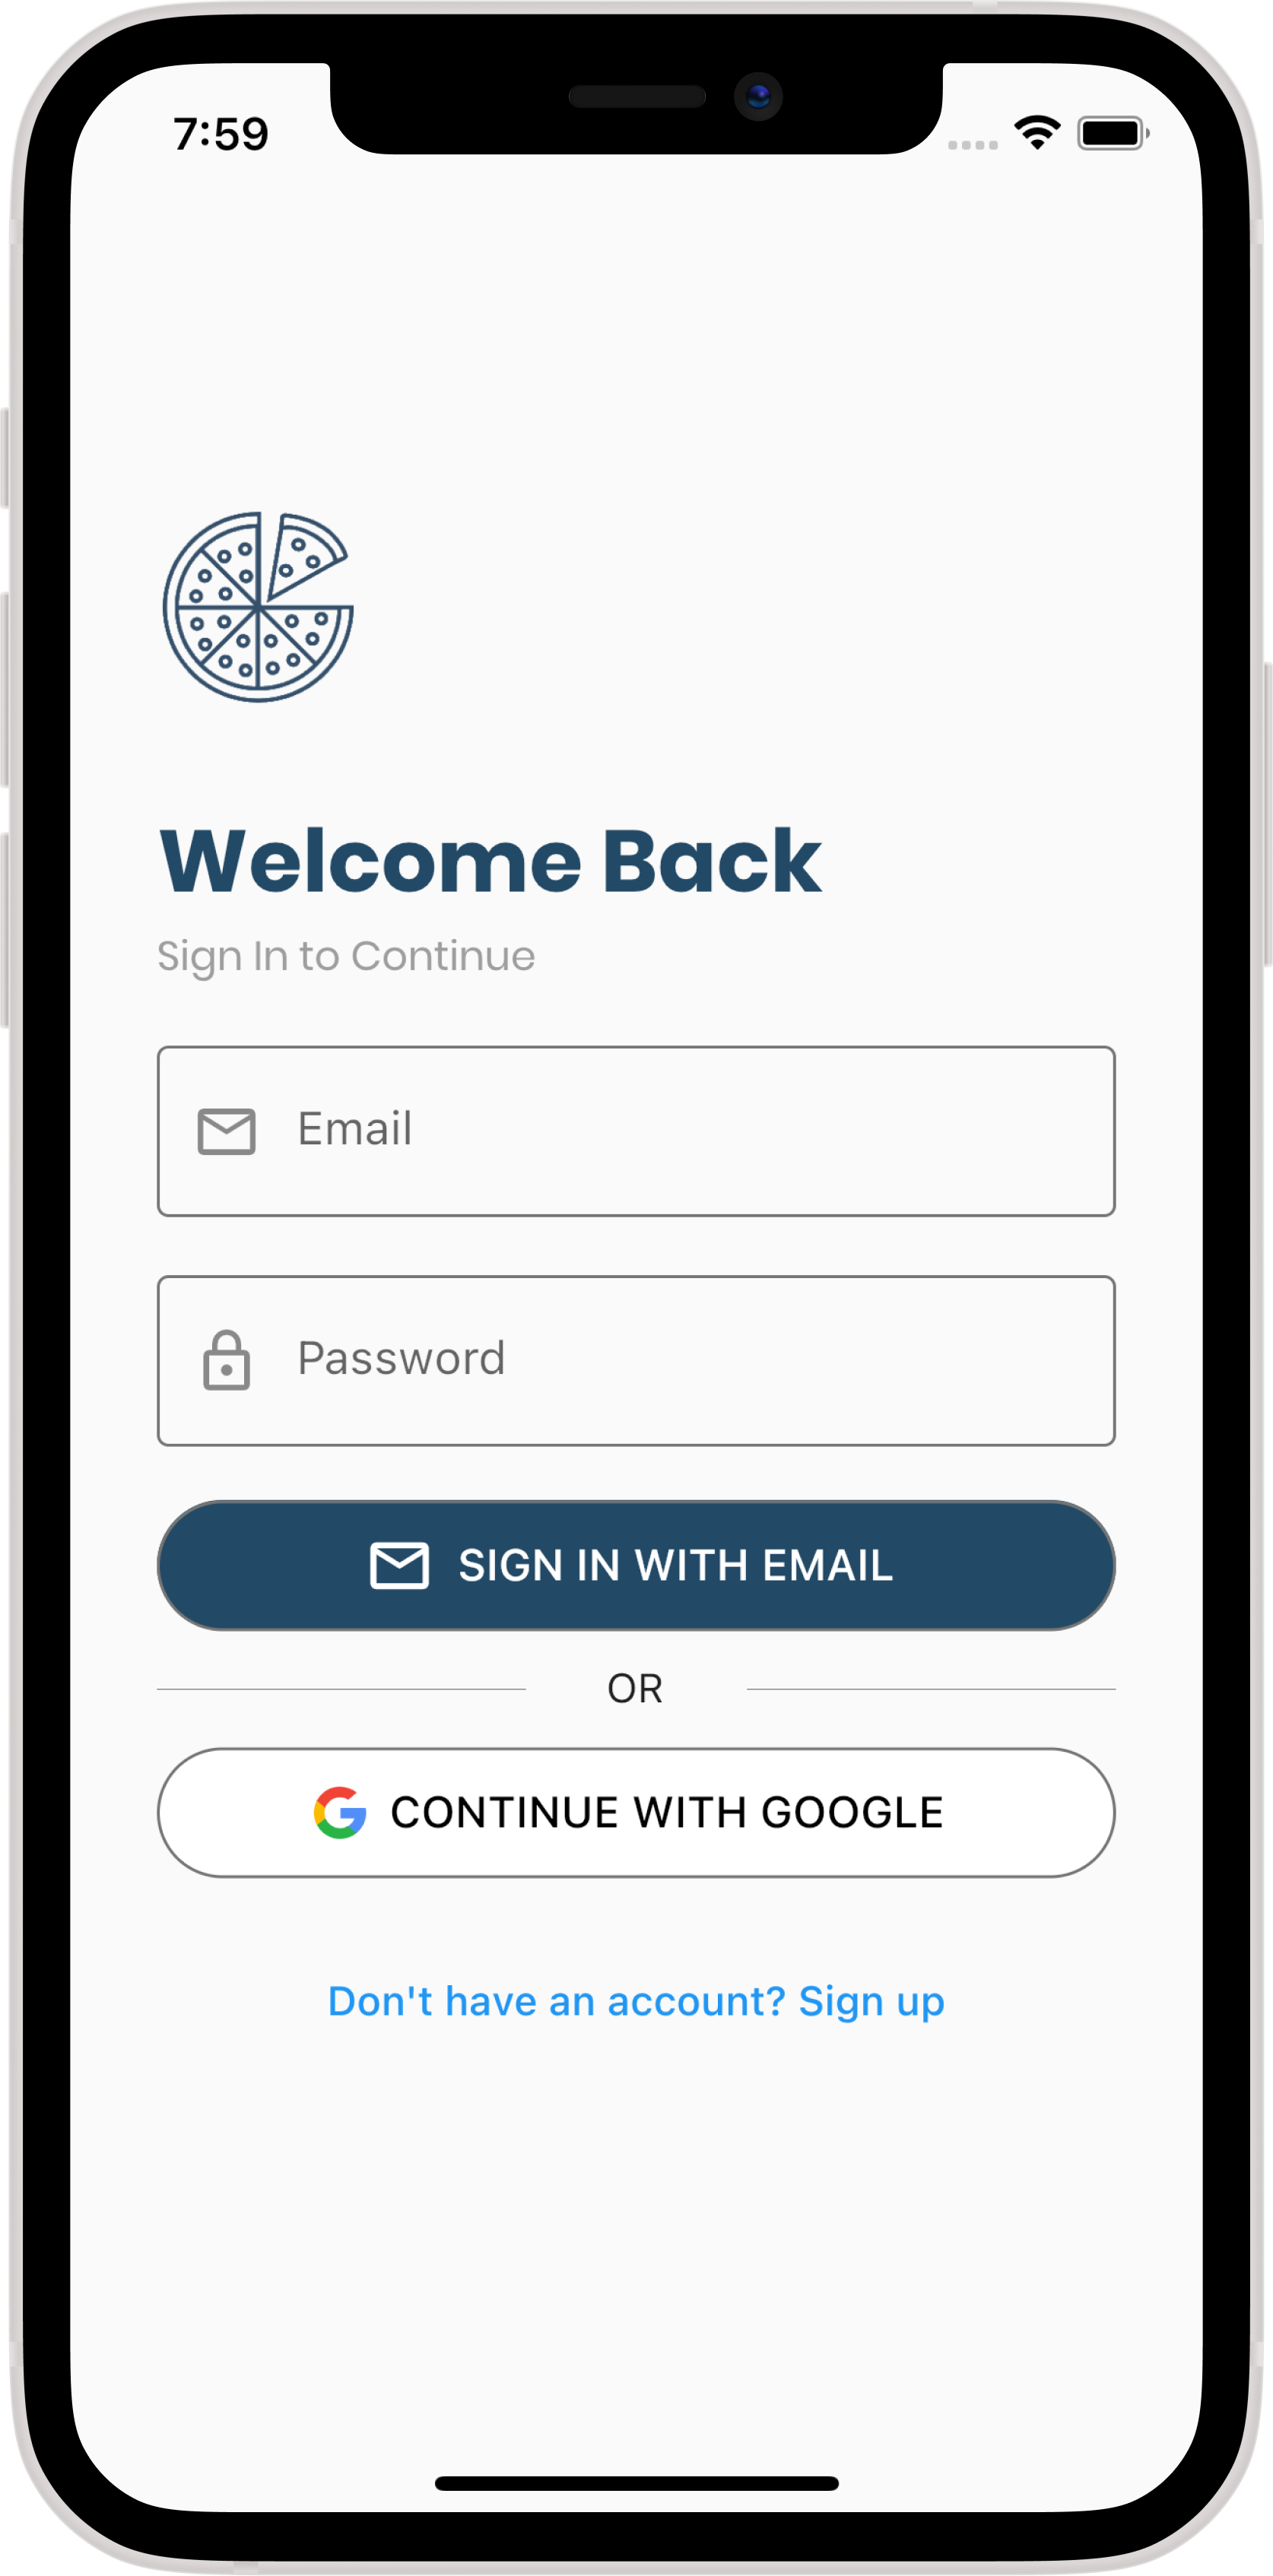 7:59
Welcome Back
Sign In to Continue
Email
Password
SIGN IN WITH EMAIL
OR
CONTINUE WITH GOOGLE
Don't have an account? Sign up